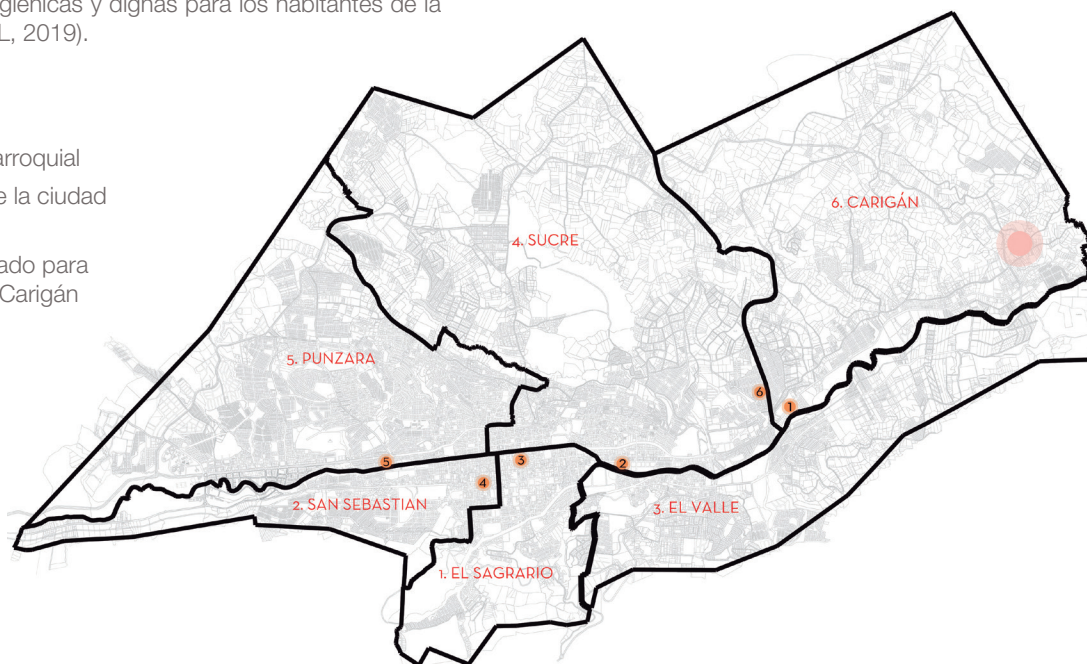 giénicas y dignas para los habitantes de la
L, 2019).
arroquial
e la ciudad
ado para
Carigán
6. CARIGÁN
4. SUCRE
5. PUNZARA
6
1
5
3
2
4
2. SAN SEBASTIAN
3. EL VALLE
1. EL SAGRARIO